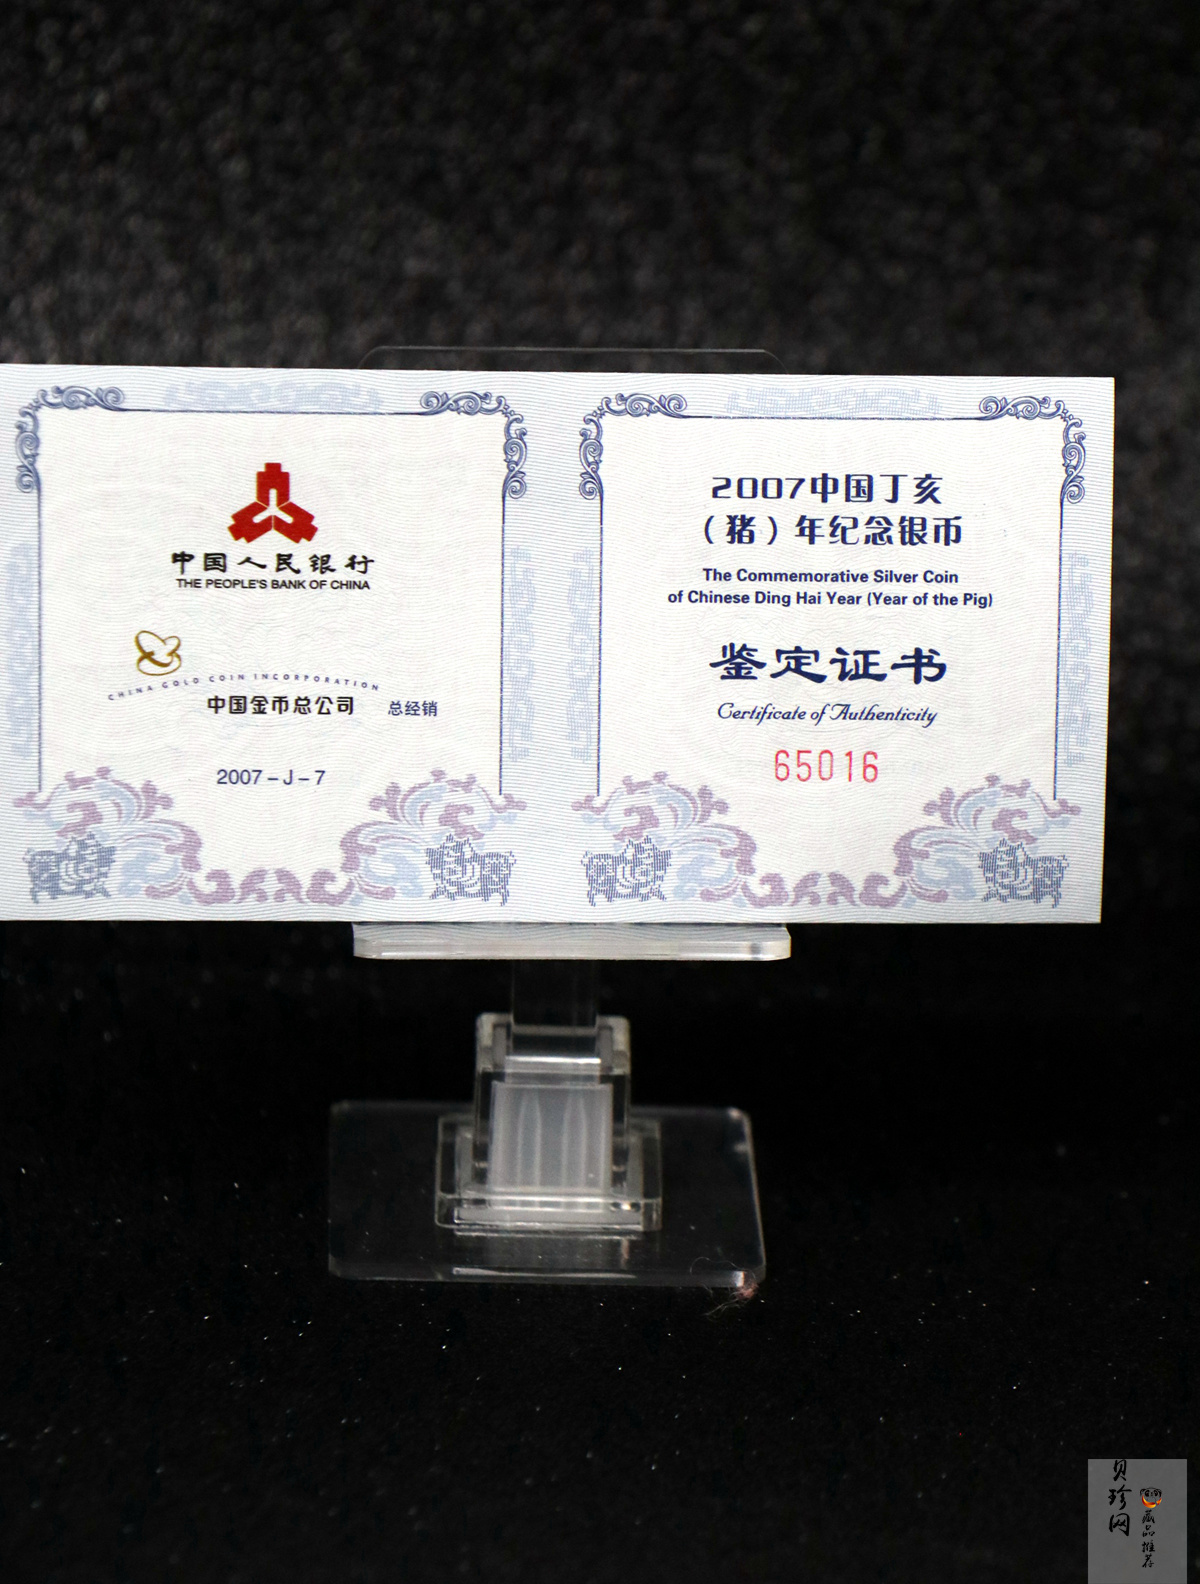 中国人民银行
THE PEOPLE'S BANK OF CHINA
CHINA GOLD COIN INCORPORATION
中国金币总公司 总经销
2007-J-7
2007中国丁亥
（猪）年纪念银币
The Commemorative Silver Coin
of Chinese Ding Hai Year (Year of the Pig)
鉴定证书
Certificate of Authenticity
65016
贝珍网
藏品推荐